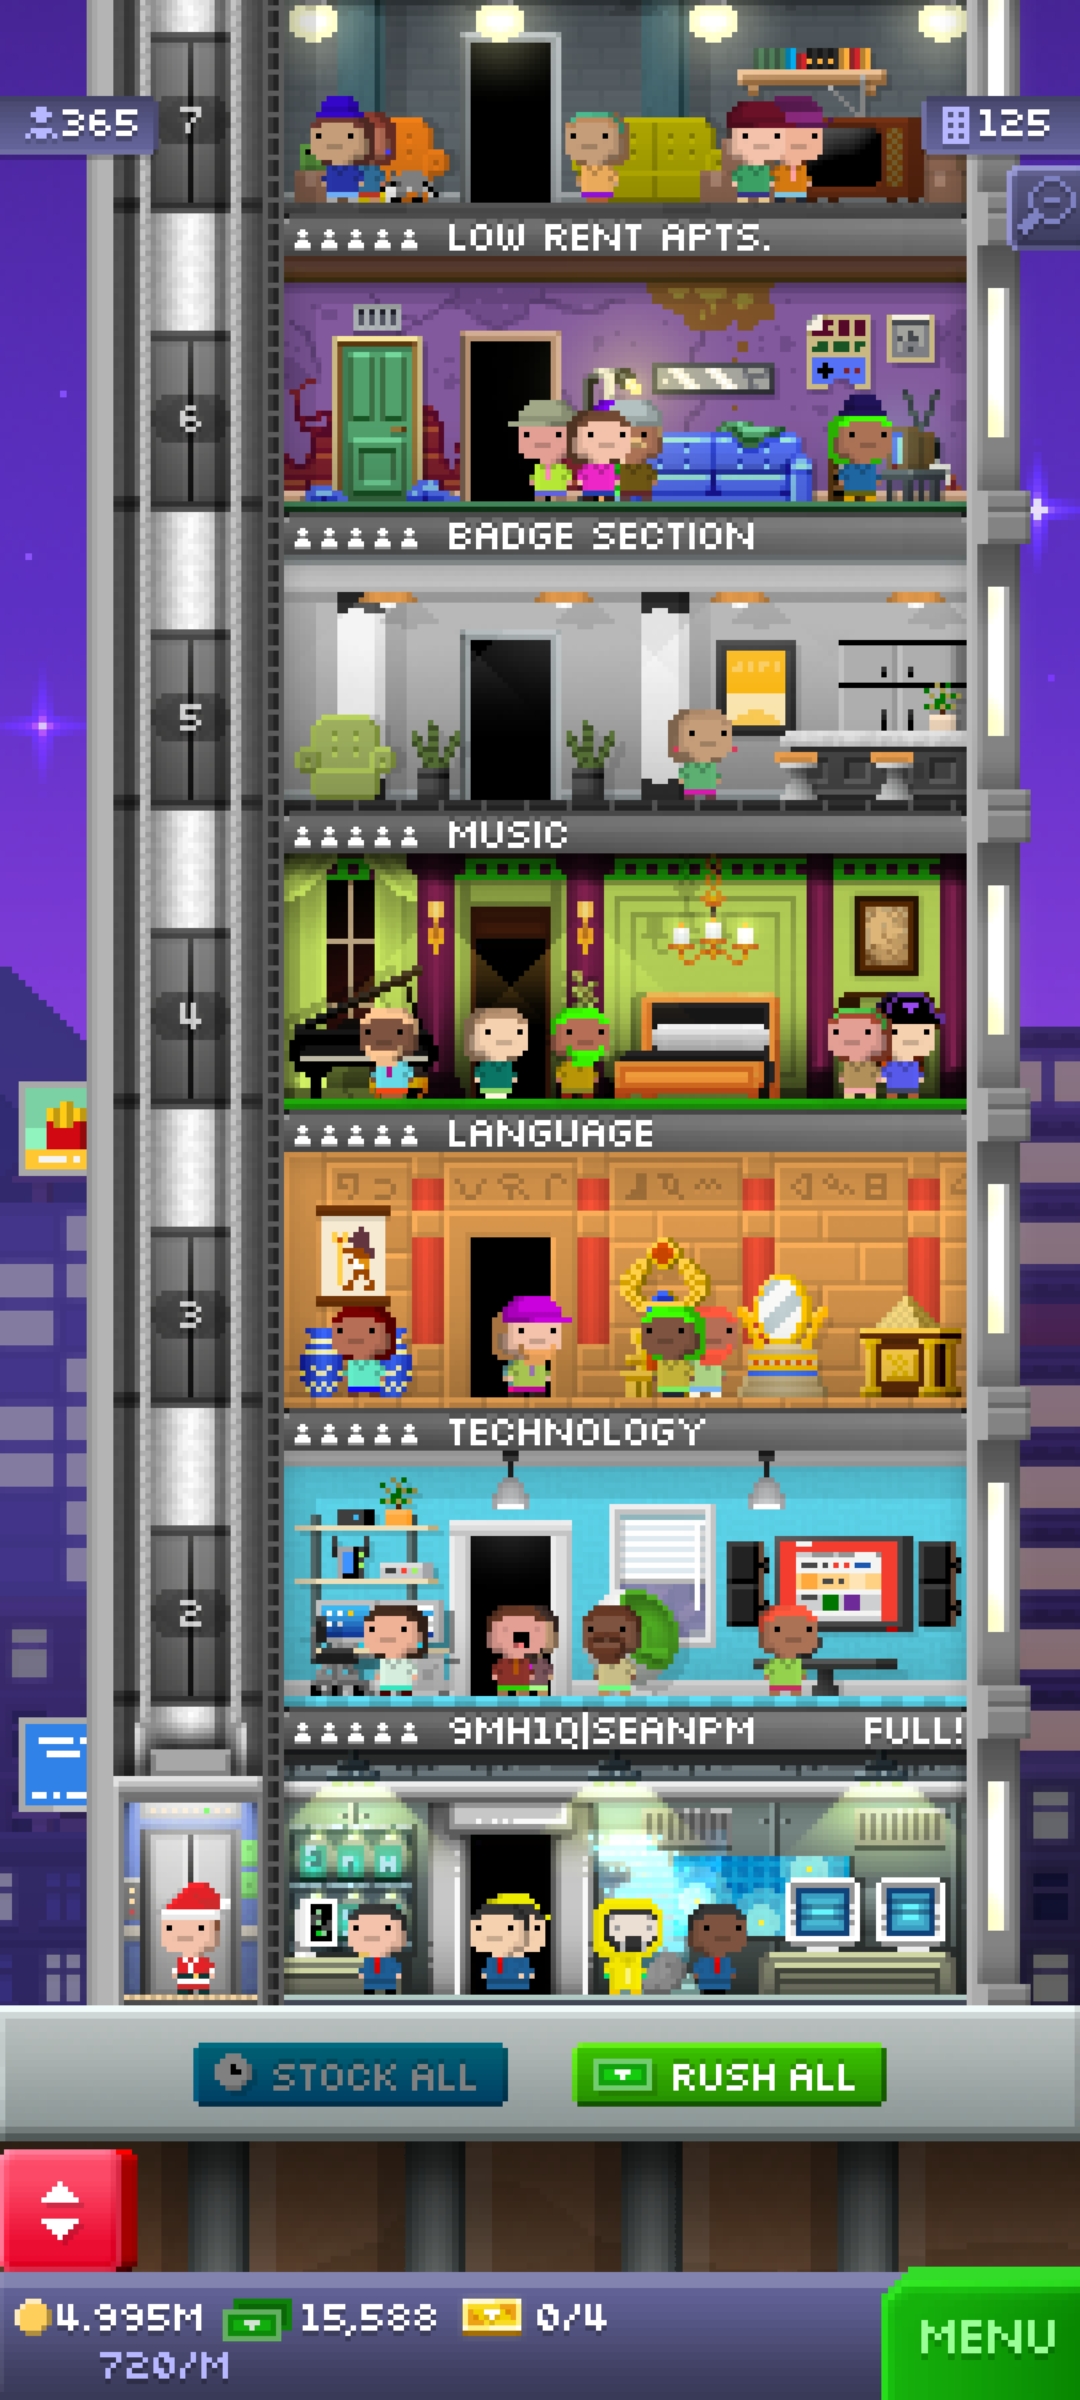 365
7
125
LOW RENT APTS.
6
BADGE SECTION
5
MUSIC
4
LANGUAGE
3
TECHNOLOGY
2
9MH1Q|SEANPM FULL!
STOCK ALL
RUSH ALL
4.995M 15,588 0/4
720/M
MENU